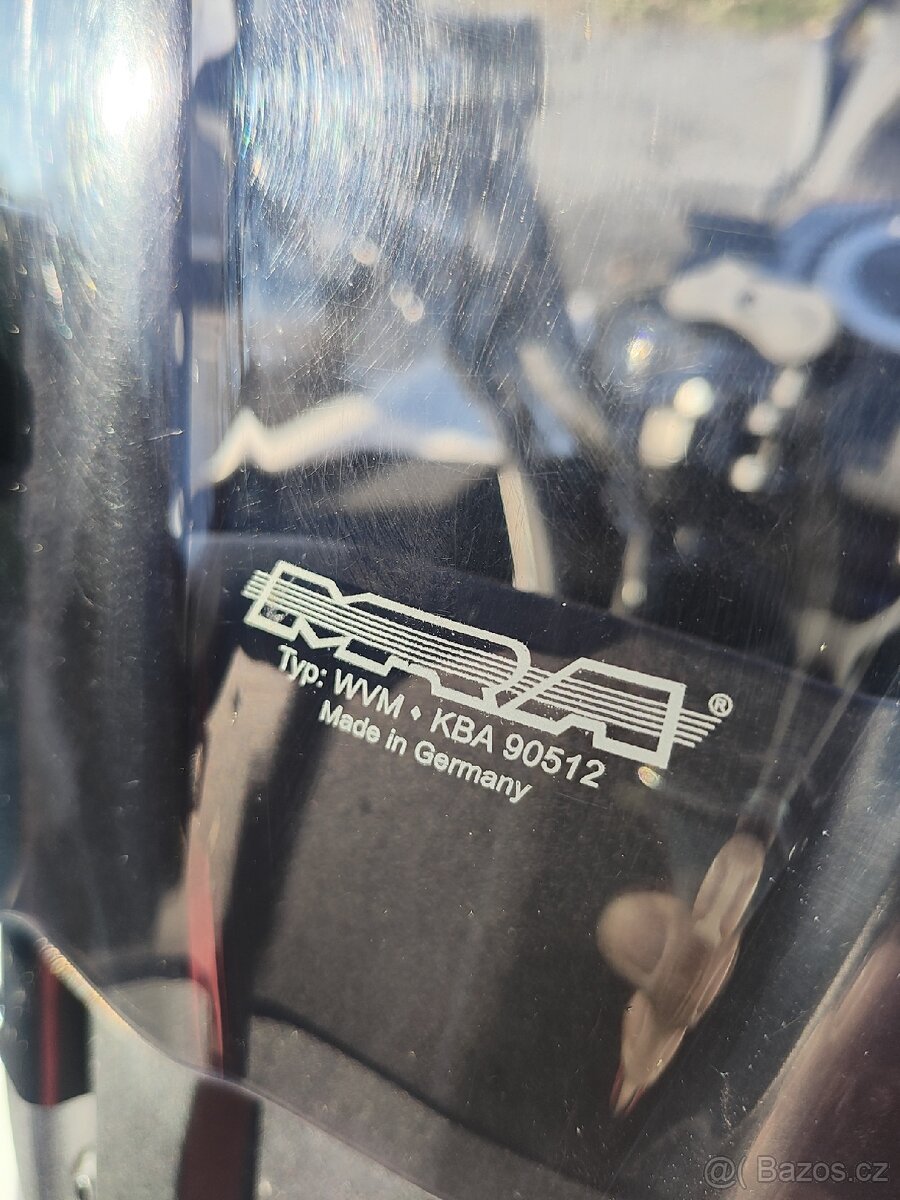 MRA®
Typ: WVM ♦ KBA 90512
Made in Germany
@( Bazos.cz